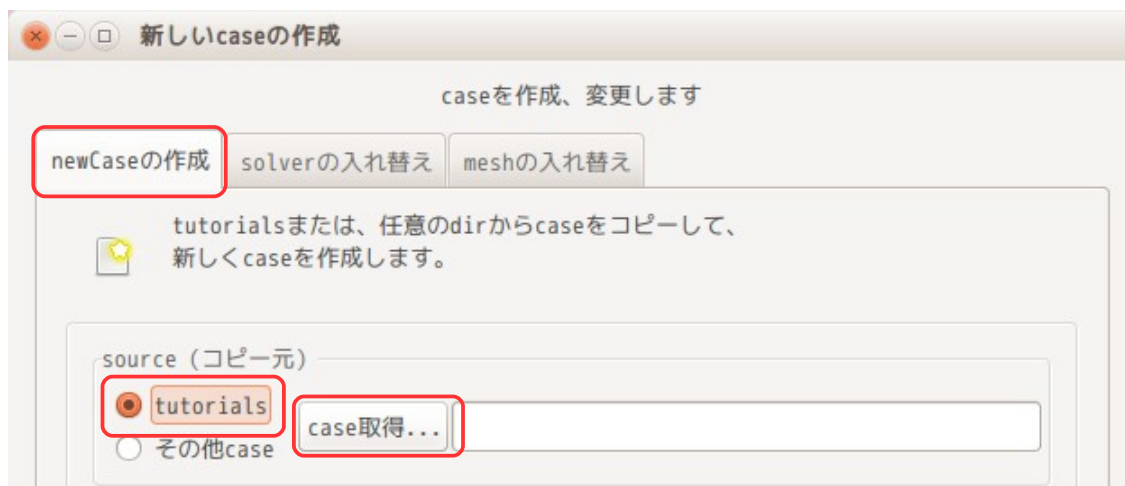 新しいcaseの作成
caseを作成、変更します
newCaseの作成 solverの入れ替え meshの入れ替え
tutorialsまたは、任意のdirからcaseをコピーして、
新しくcaseを作成します。
source (コピー元)
tutorials
case取得...
その他case